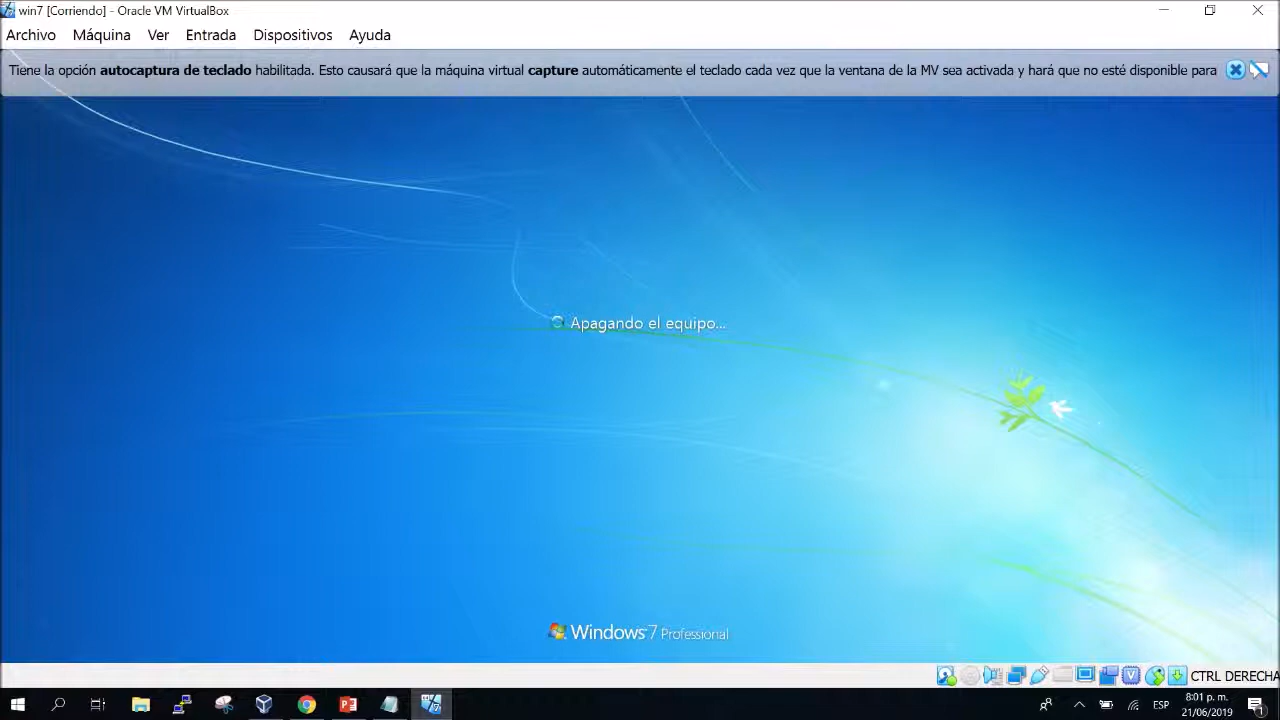 win7 [Corriendo] - Oracle VM VirtualBox
Archivo Máquina Ver Entrada Dispositivos Ayuda
Tiene la opción autocaptura de teclado habilitada. Esto causará que la máquina virtual capture automáticamente el teclado cada vez que la ventana de la MV sea activada y hará que no esté disponible para
Apagando el equipo...
Windows 7 Professional
CTRL DERECHA
8:01 p. m.
ESP
21/06/2019